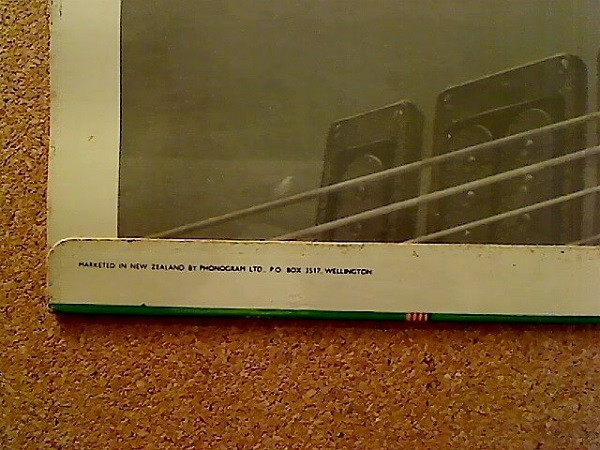 MARKETED IN NEW ZEALAND BY PHONOGRAM LTD., P.O. BOX 3517, WELLINGTON